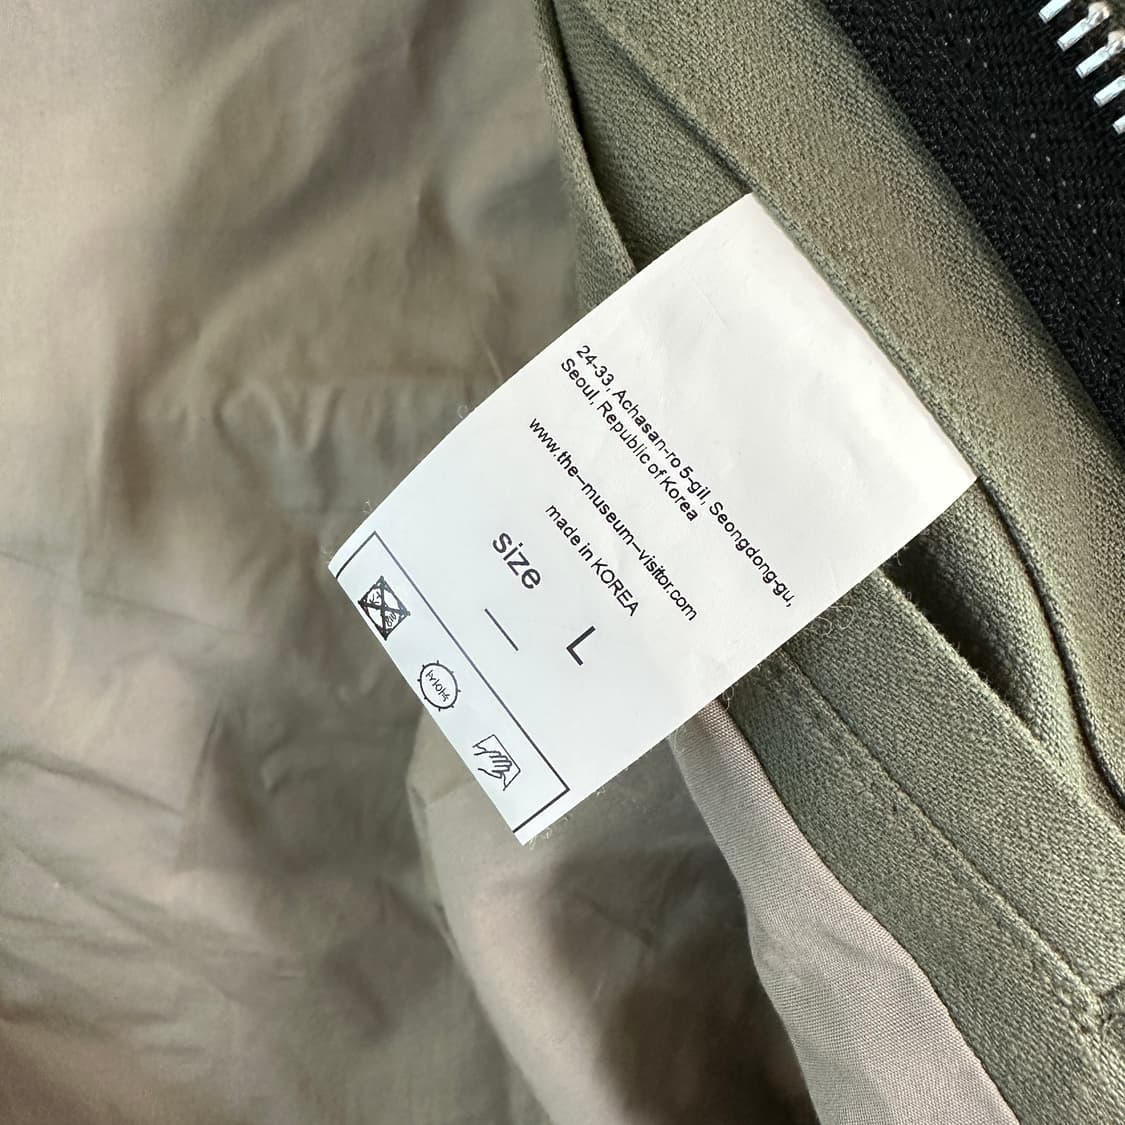 24-33, Achasan-ro 5-gil, Seongdong-gu,
Seoul, Republic of Korea
www.the-museum-visitor.com
made in KOREA
size — L